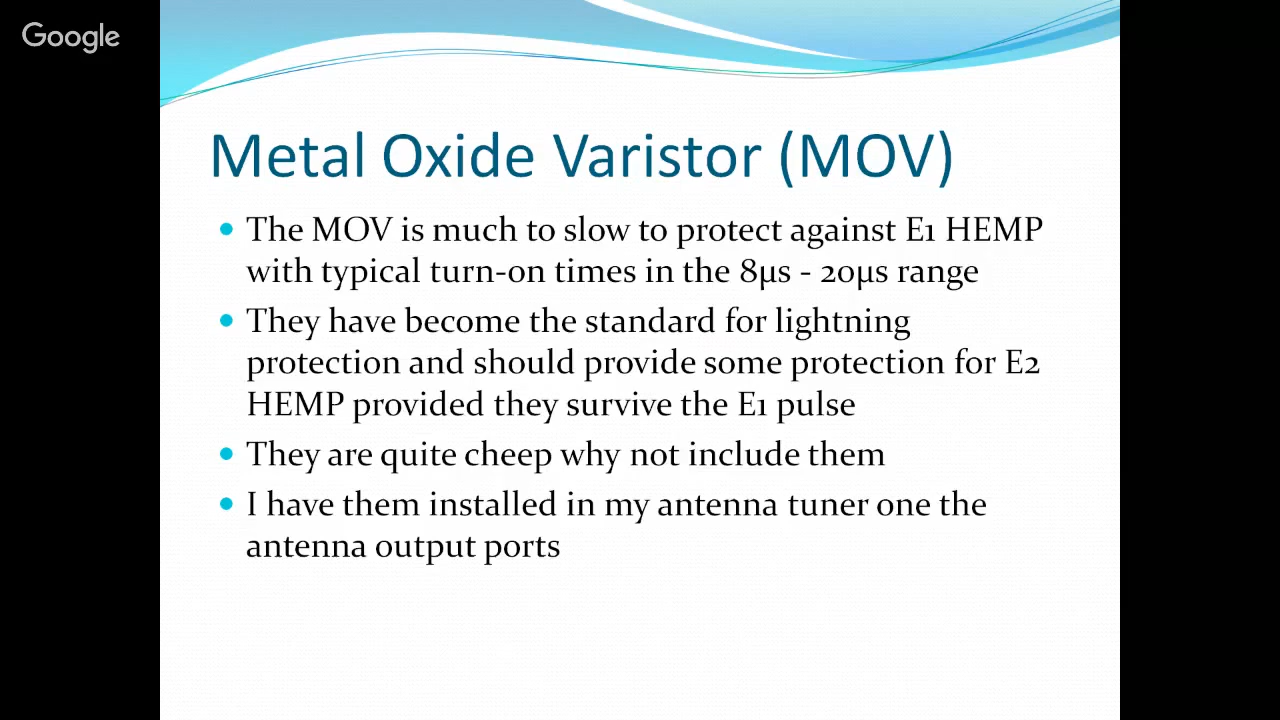 Google
Metal Oxide Varistor (MOV)
• The MOV is much to slow to protect against E1 HEMP
with typical turn-on times in the 8µs - 20µs range
• They have become the standard for lightning
protection and should provide some protection for E2
HEMP provided they survive the E1 pulse
• They are quite cheep why not include them
• I have them installed in my antenna tuner one the
antenna output ports